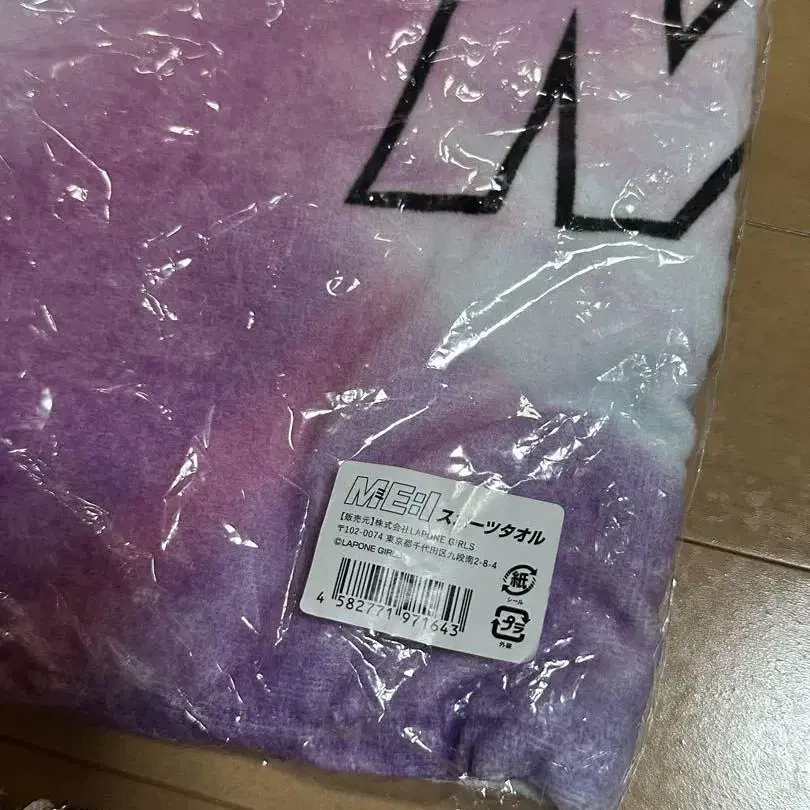 ME:I スポーツタオル
【販売元】株式会社LAPONE GIRLS
〒102-0074 東京都千代田区九段南2-8-4
©LAPONE GIRLS
4 582771 971643
紙
シール
プラ
外装